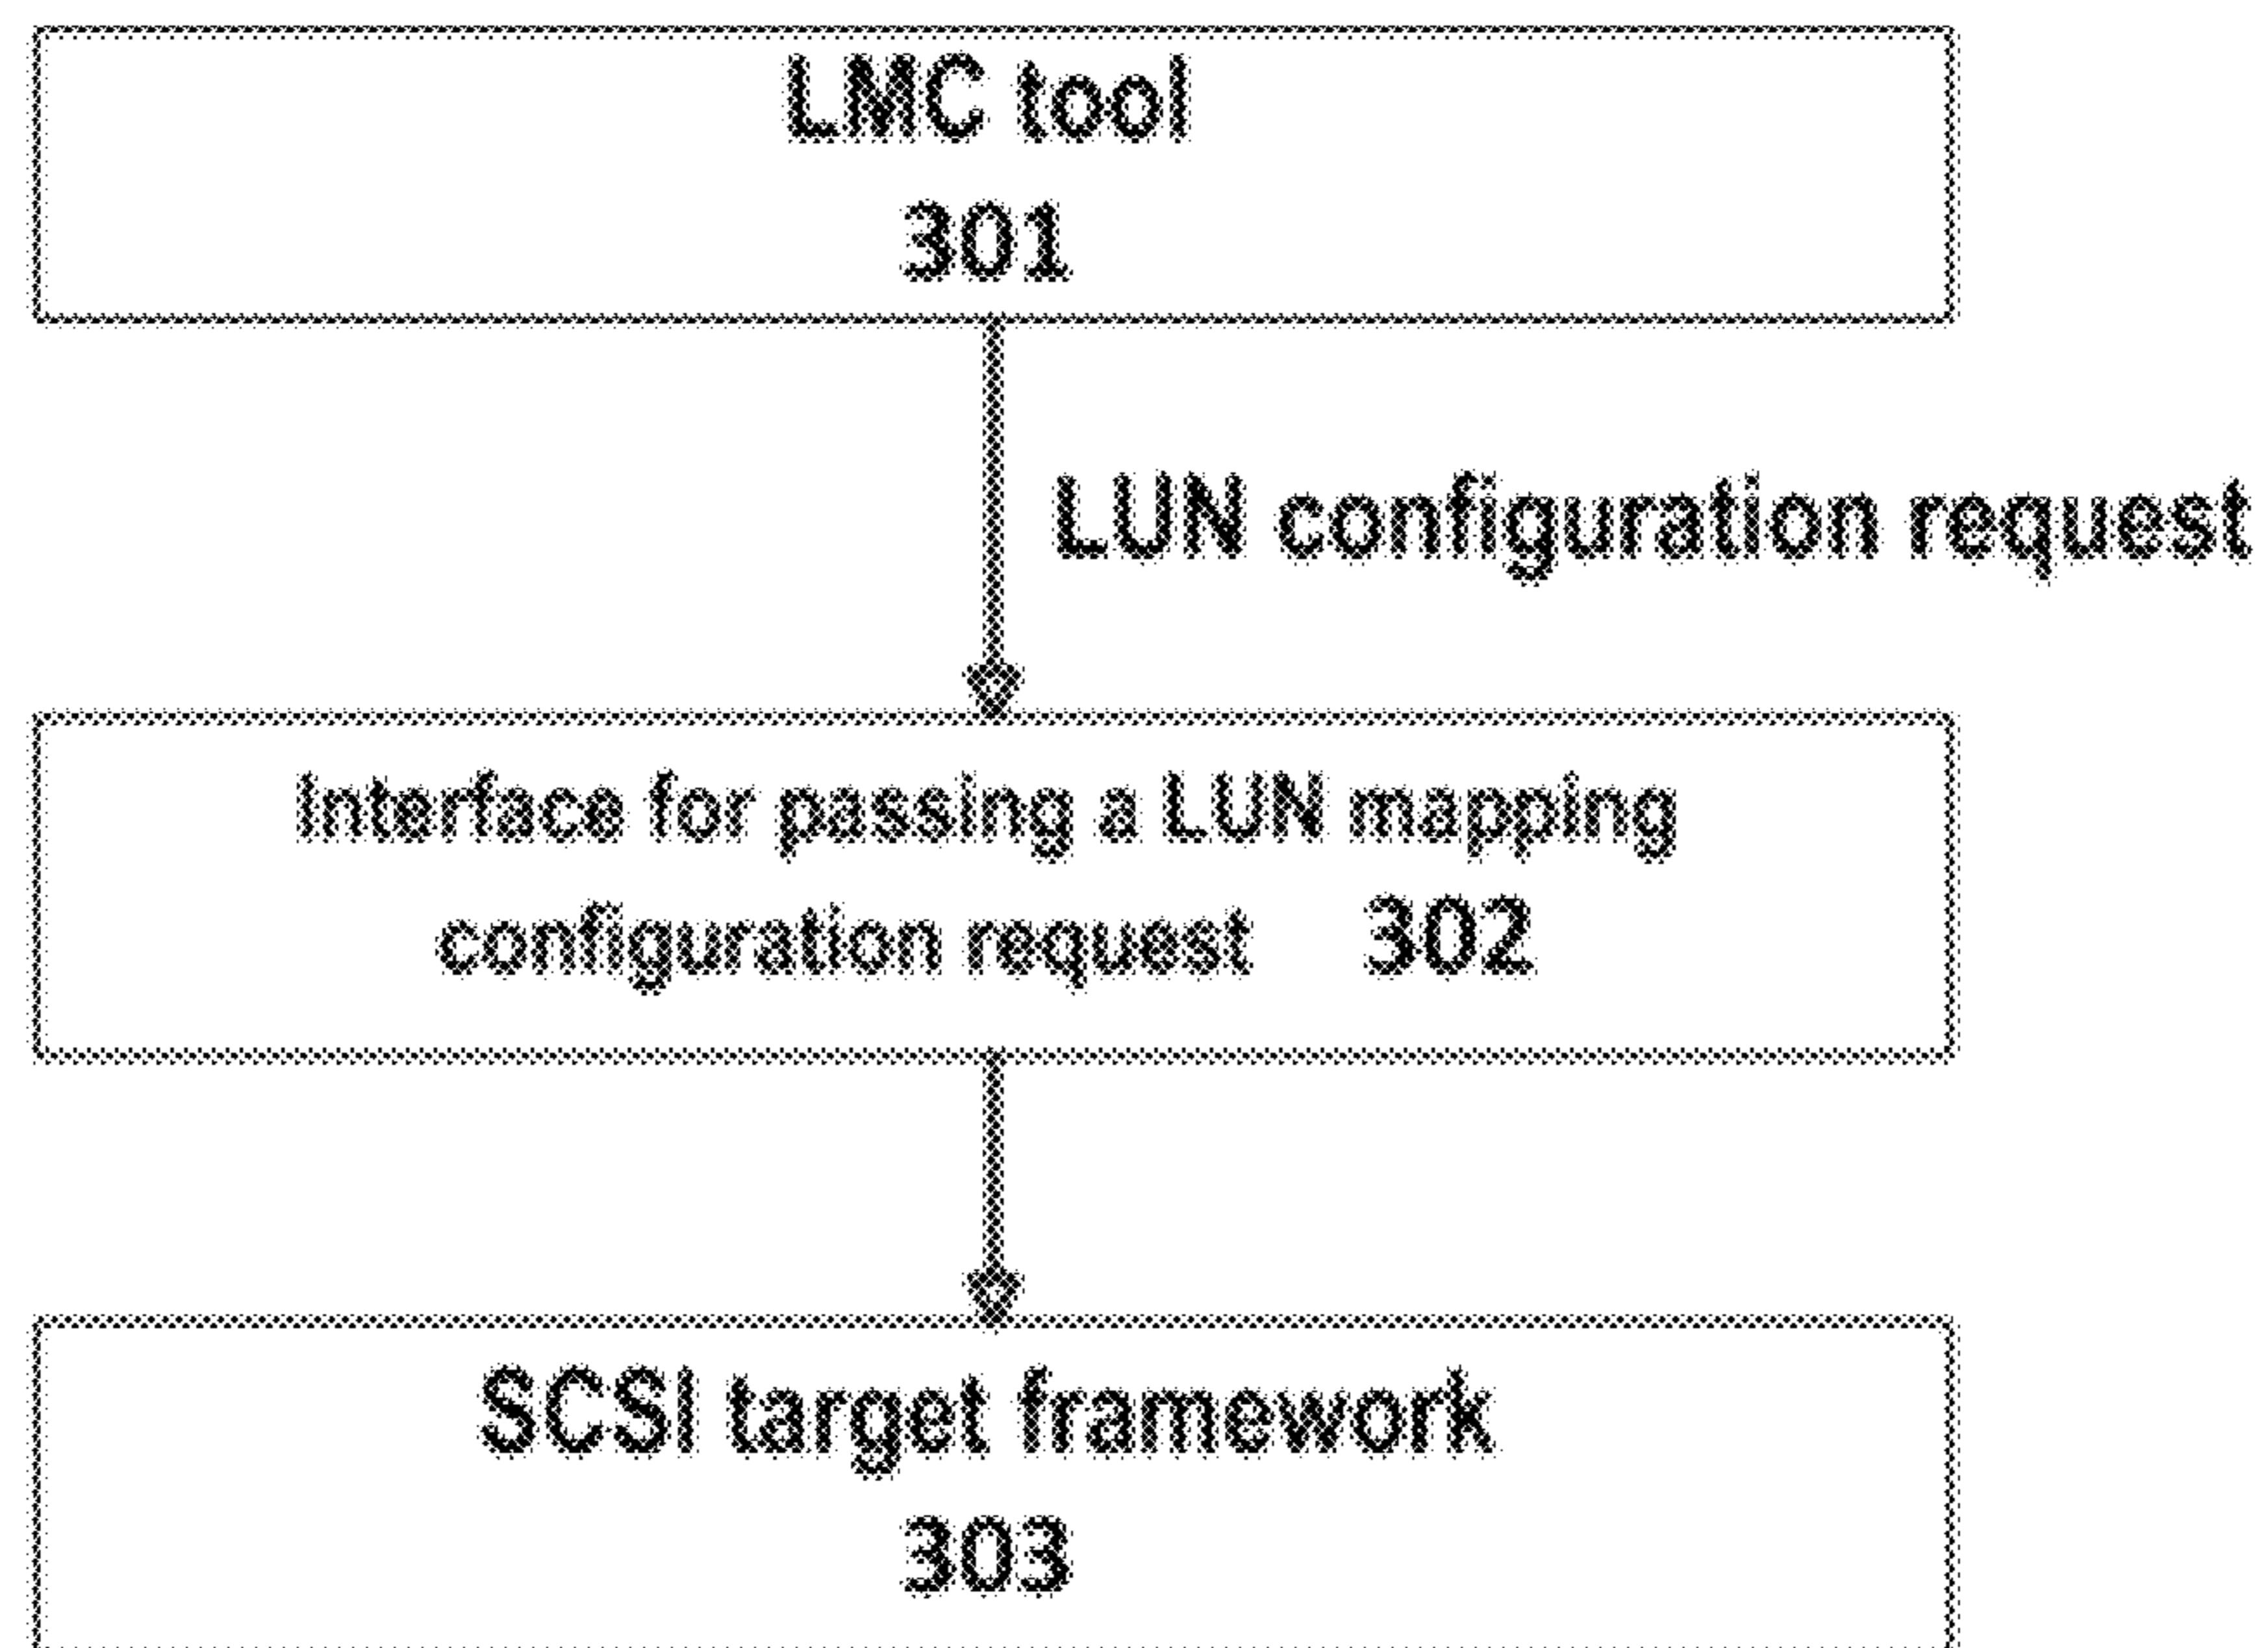 LMC tool
301
LUN configuration request
Interface for passing a LUN mapping
configuration request 302
SCSI target framework
303